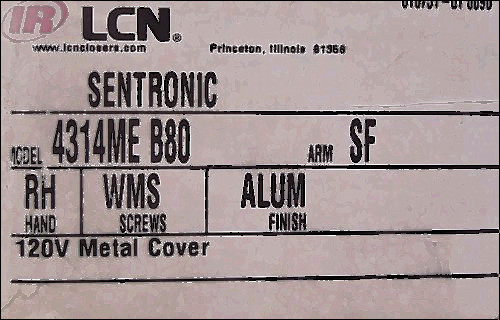 IR LCN®
www.lcnclosers.com Princeton, Illinois 61356
SENTRONIC
MODEL 4314ME B80 ARM SF
RH WMS ALUM
HAND SCREWS FINISH
120V Metal Cover